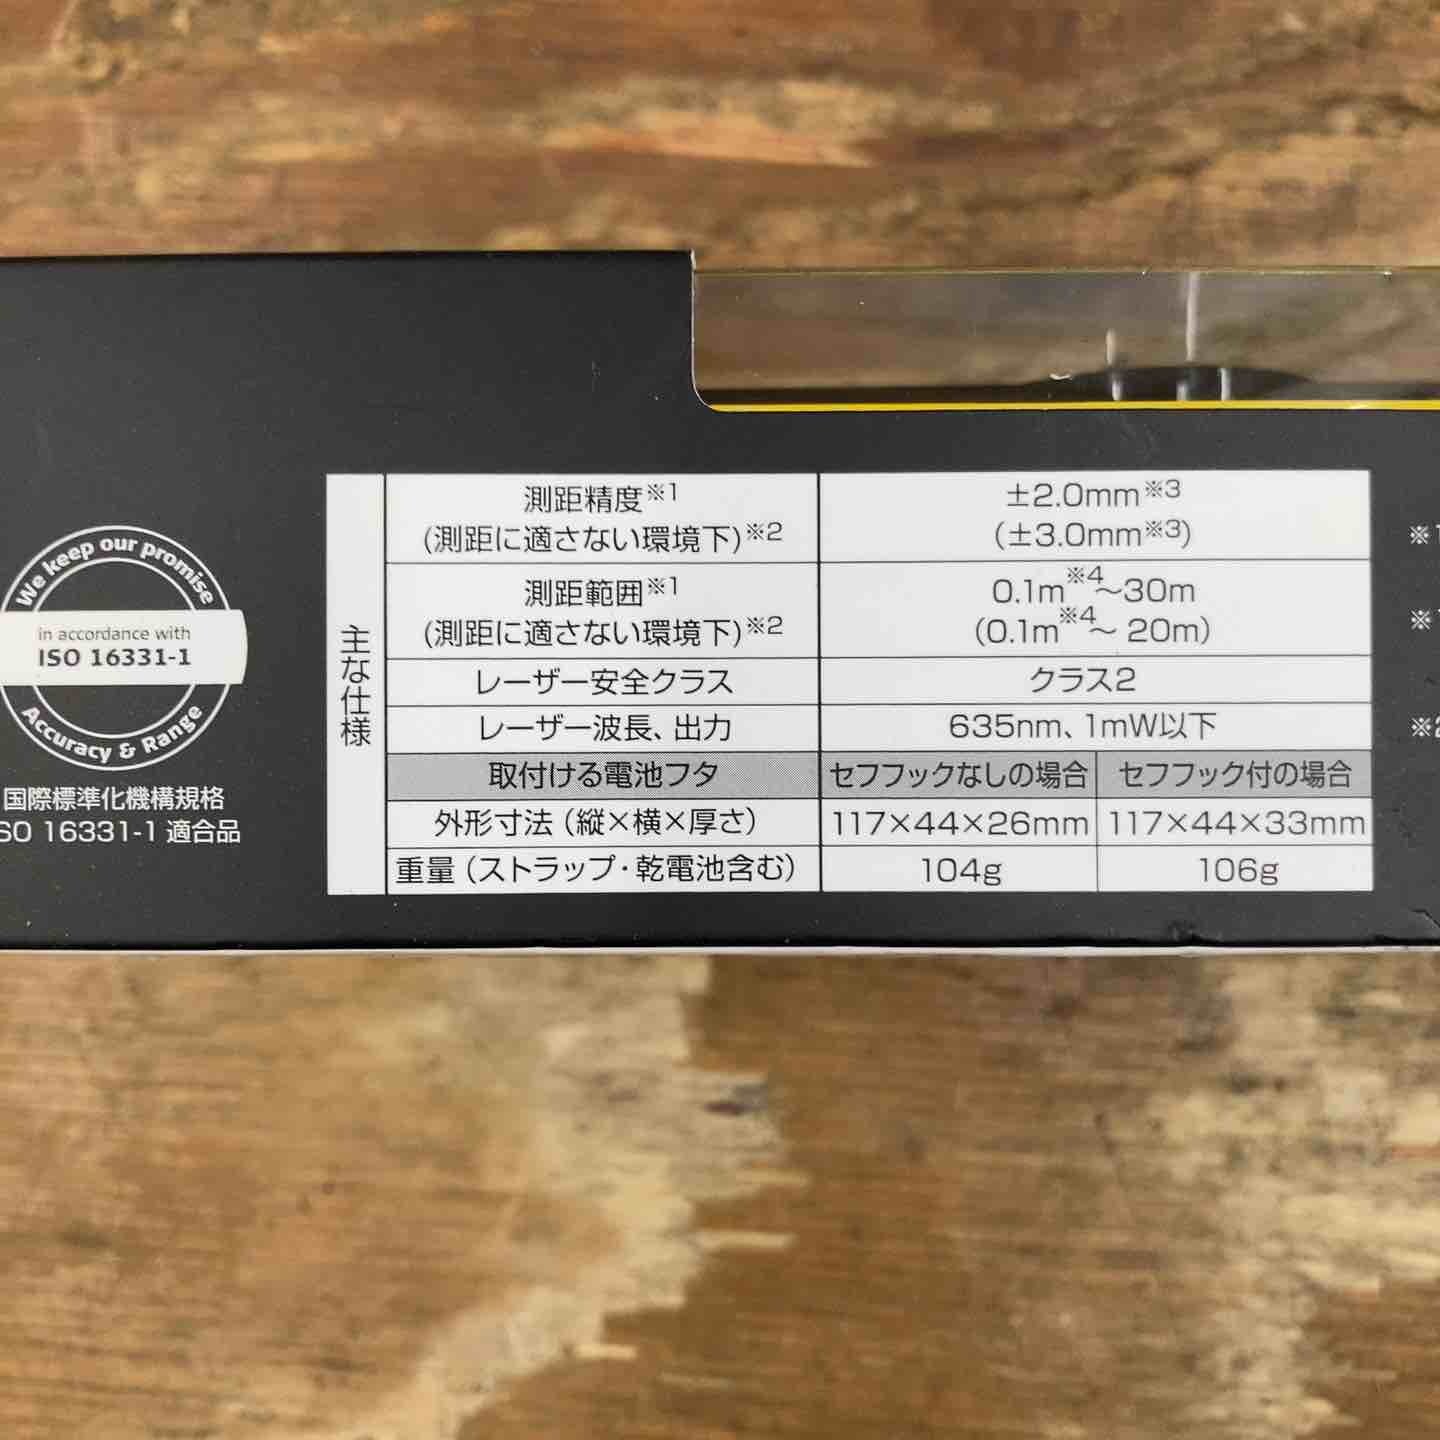 We keep our promise
in accordance with
ISO 16331-1
Accuracy & Range
国際標準化機構規格
ISO 16331-1 適合品
主な仕様
測距精度※1 ±2.0mm※3
(測距に適さない環境下)※2 (±3.0mm※3)
測距範囲※1 0.1m※4～30m
(測距に適さない環境下)※2 (0.1m※4～ 20m)
レーザー安全クラス クラス2
レーザー波長、出力 635nm、1mW以下
取付ける電池フタ セフフックなしの場合 セフフック付の場合
外形寸法(縦×横×厚さ) 117×44×26mm 117×44×33mm
重量(ストラップ・乾電池含む) 104g 106g